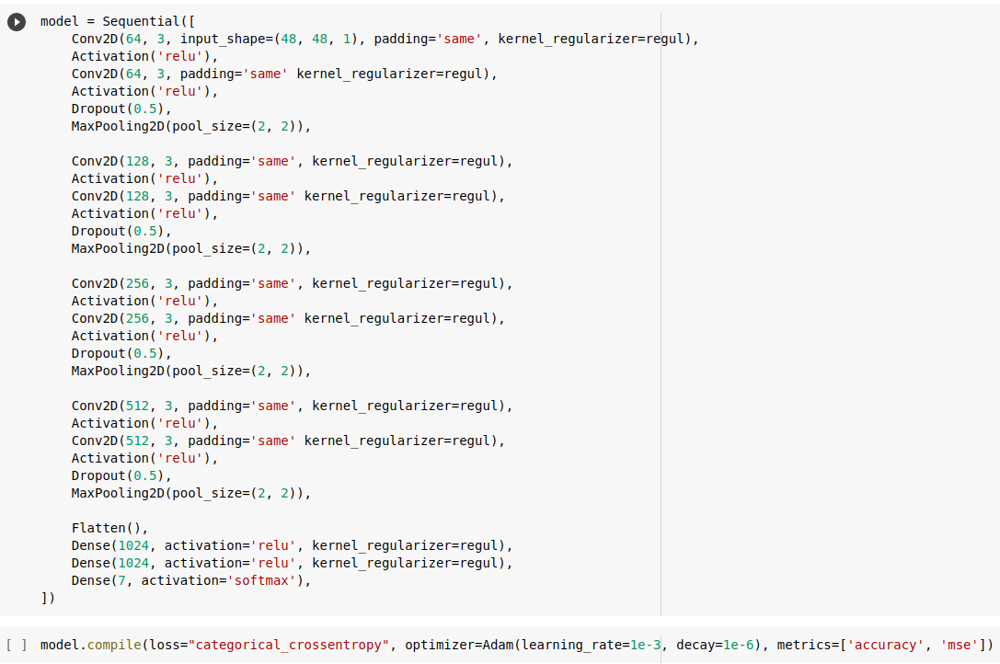 model = Sequential([
    Conv2D(64, 3, input_shape=(48, 48, 1), padding='same', kernel_regularizer=regul),
    Activation('relu'),
    Conv2D(64, 3, padding='same' kernel_regularizer=regul),
    Activation('relu'),
    Dropout(0.5),
    MaxPooling2D(pool_size=(2, 2)),

    Conv2D(128, 3, padding='same', kernel_regularizer=regul),
    Activation('relu'),
    Conv2D(128, 3, padding='same' kernel_regularizer=regul),
    Activation('relu'),
    Dropout(0.5),
    MaxPooling2D(pool_size=(2, 2)),

    Conv2D(256, 3, padding='same', kernel_regularizer=regul),
    Activation('relu'),
    Conv2D(256, 3, padding='same' kernel_regularizer=regul),
    Activation('relu'),
    Dropout(0.5),
    MaxPooling2D(pool_size=(2, 2)),

    Conv2D(512, 3, padding='same', kernel_regularizer=regul),
    Activation('relu'),
    Conv2D(512, 3, padding='same' kernel_regularizer=regul),
    Activation('relu'),
    Dropout(0.5),
    MaxPooling2D(pool_size=(2, 2)),

    Flatten(),
    Dense(1024, activation='relu', kernel_regularizer=regul),
    Dense(1024, activation='relu', kernel_regularizer=regul),
    Dense(7, activation='softmax'),
])
[ ] model.compile(loss="categorical_crossentropy", optimizer=Adam(learning_rate=1e-3, decay=1e-6), metrics=['accuracy', 'mse'])